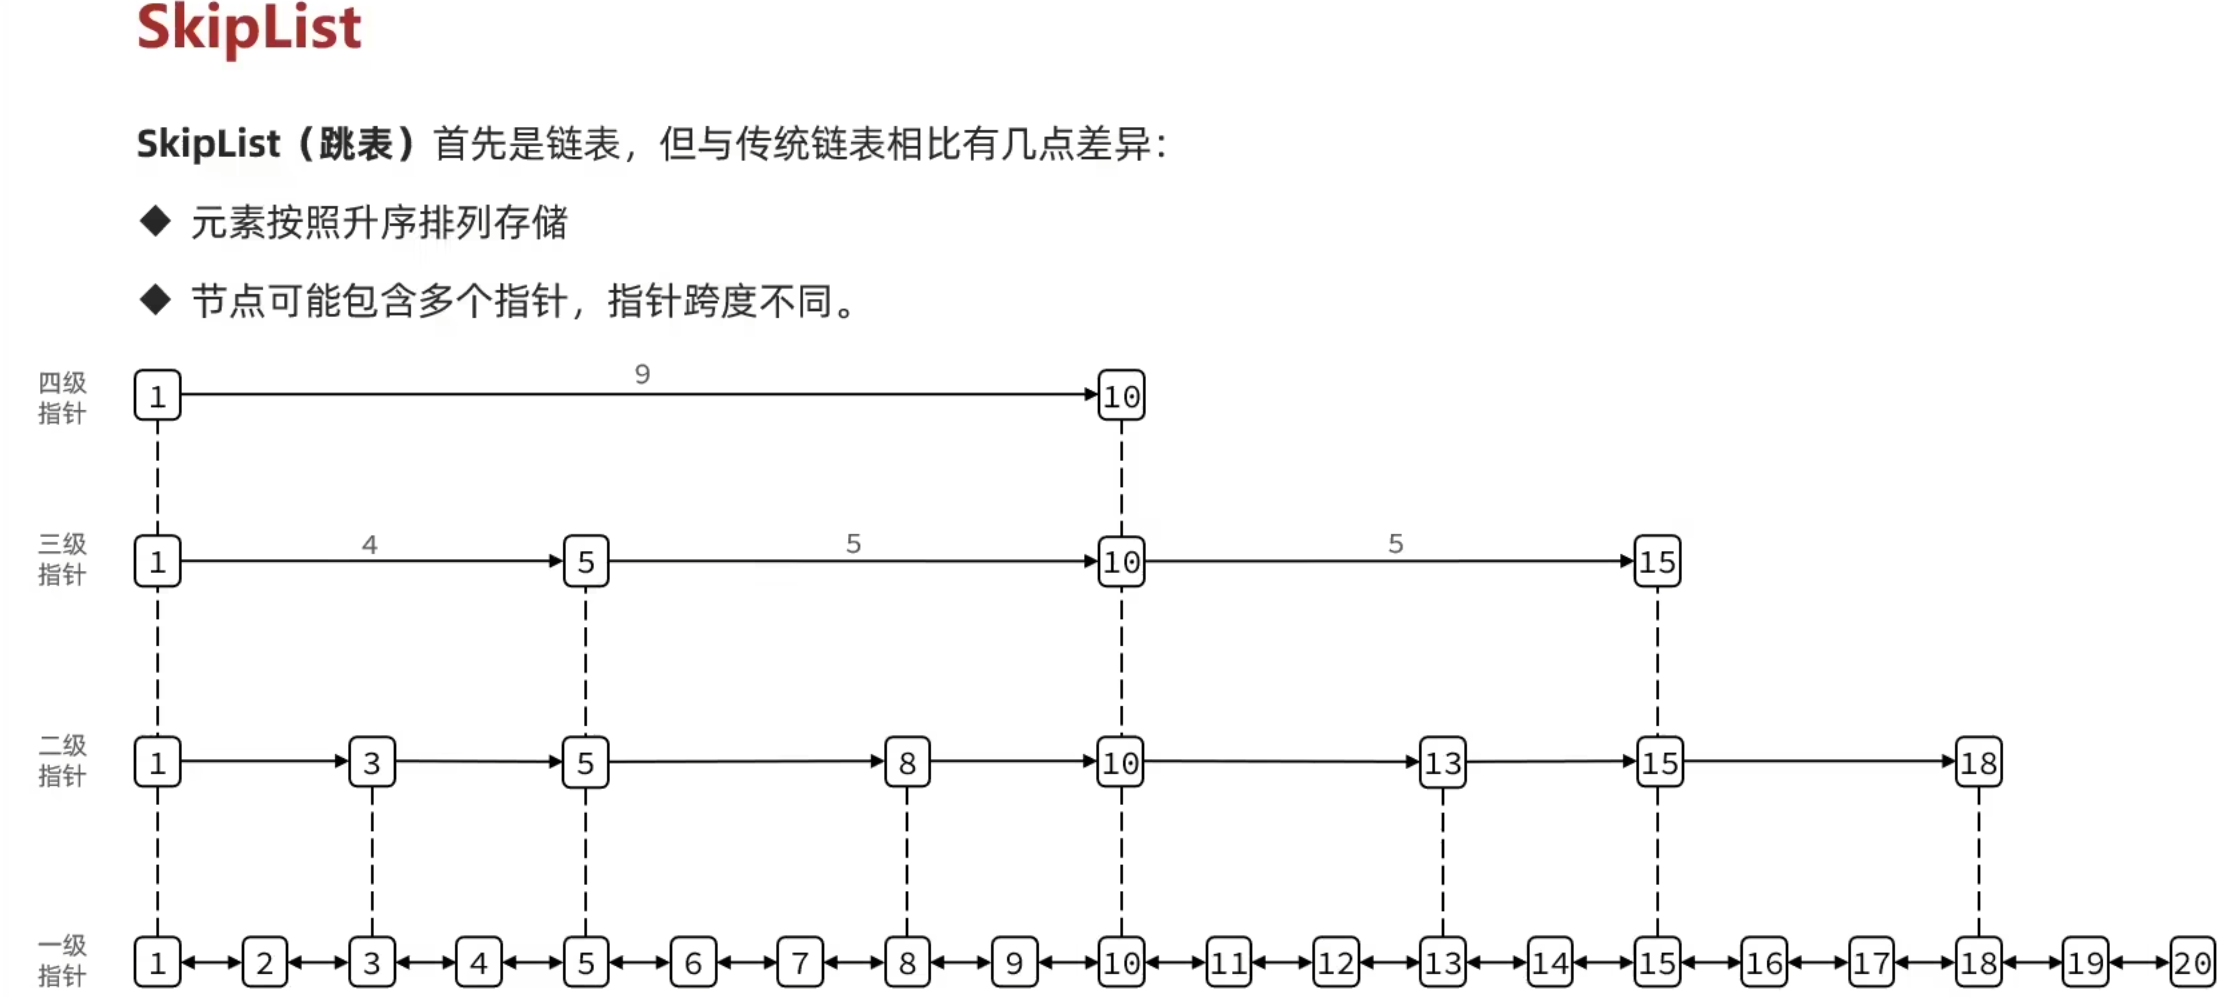 SkipList
SkipList（跳表）首先是链表，但与传统链表相比有几点差异：
◆ 元素按照升序排列存储
◆ 节点可能包含多个指针，指针跨度不同。
四级
指针
1 9 10
三级
指针
1 4 5 5 10 5 15
二级
指针
1 3 5 8 10 13 15 18
一级
指针
1 2 3 4 5 6 7 8 9 10 11 12 13 14 15 16 17 18 19 20